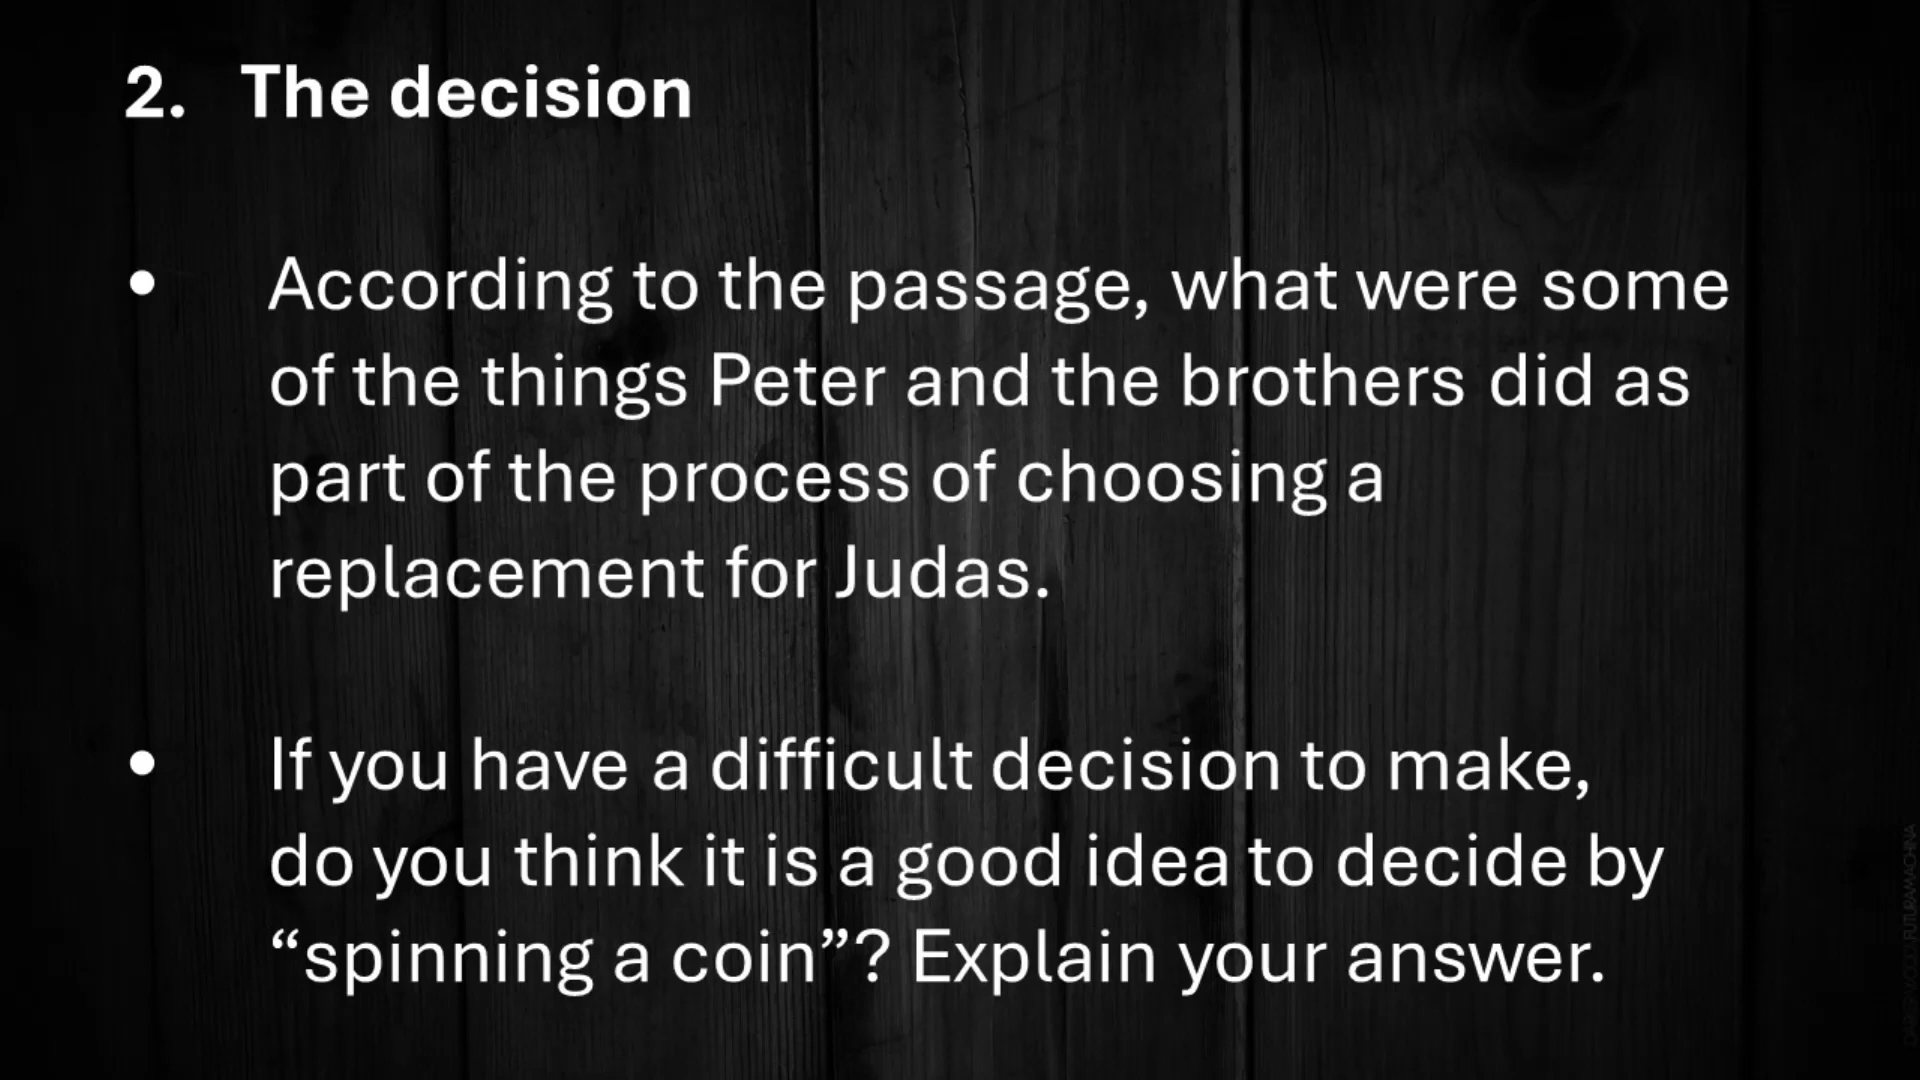 2. The decision
• According to the passage, what were some
of the things Peter and the brothers did as
part of the process of choosing a
replacement for Judas.
• If you have a difficult decision to make,
do you think it is a good idea to decide by
“spinning a coin”? Explain your answer.